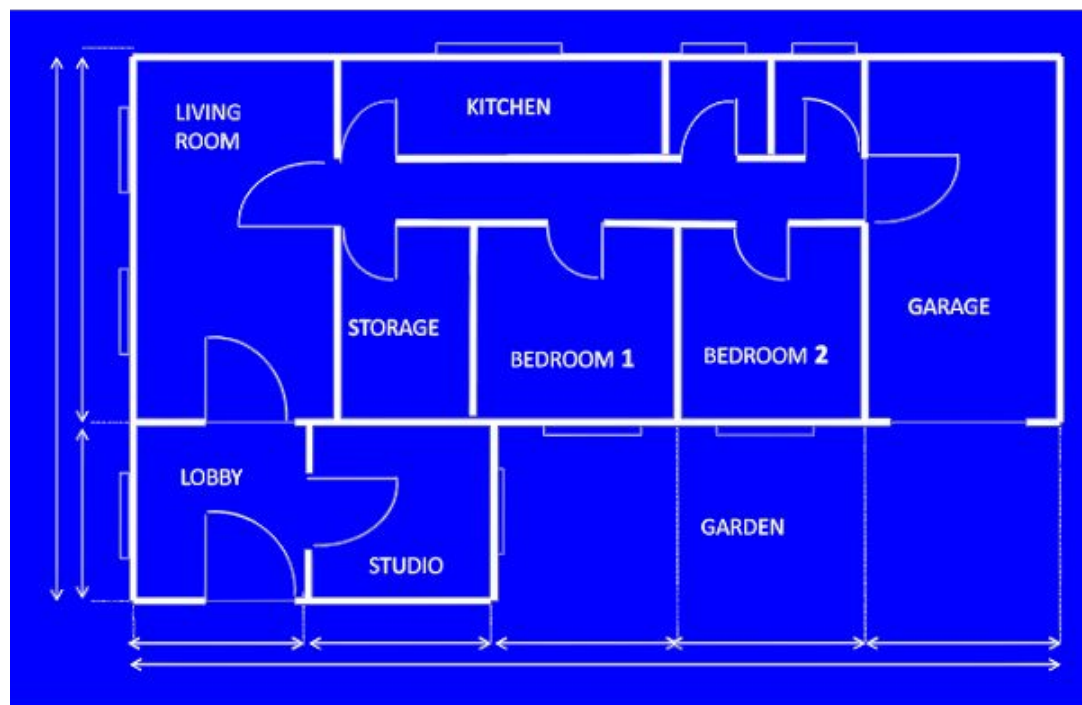 LIVING
ROOM
KITCHEN
STORAGE
BEDROOM 1
BEDROOM 2
GARAGE
LOBBY
STUDIO
GARDEN